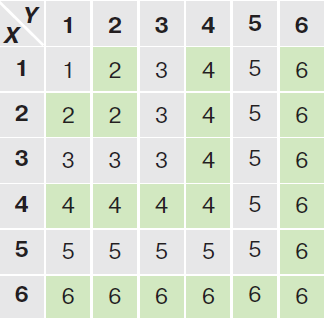 Y
X 1 2 3 4 5 6
1 1 2 3 4 5 6
2 2 2 3 4 5 6
3 3 3 3 4 5 6
4 4 4 4 4 5 6
5 5 5 5 5 5 6
6 6 6 6 6 6 6